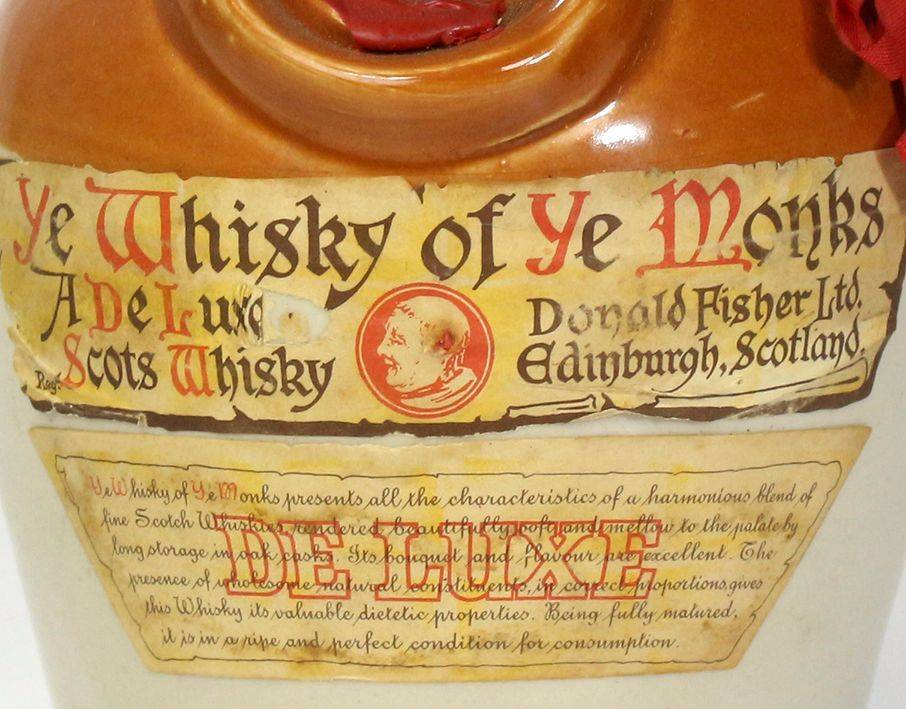 Ye Whisky of Ye Monks
A De Luxe
Scots Whisky
Regd.
Donald Fisher Ltd.
Edinburgh, Scotland.
Ye Whisky of Ye Monks presents all the characteristics of a harmonious blend of
fine Scotch Whiskies rendered beautifully soft and mellow to the palate by
long storage in oak casks. Its bouquet and flavour are excellent. The
presence of wholesome natural constituents, in correct proportions, gives
this Whisky its valuable dietetic properties. Being fully matured,
it is in a ripe and perfect condition for consumption.
DE LUXE